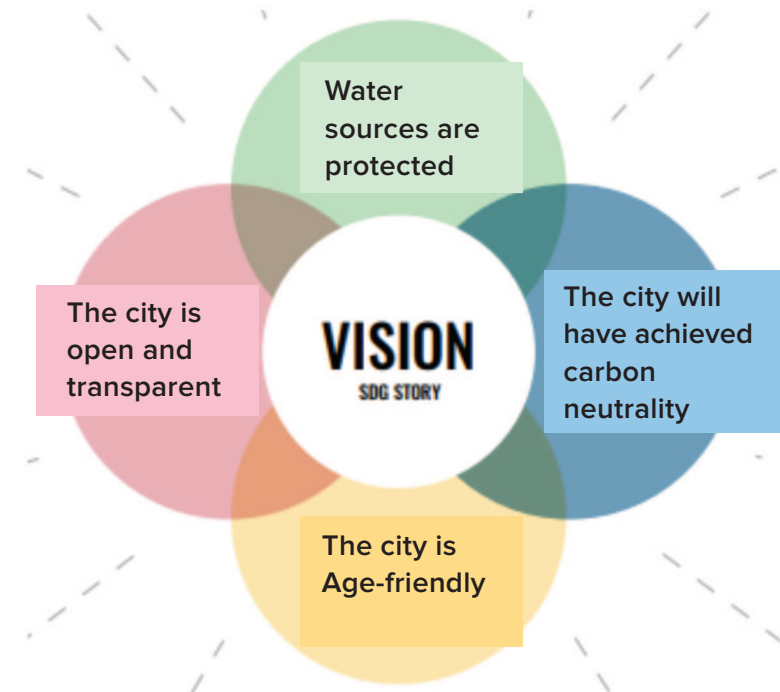 Water
sources are
protected
The city is
open and
transparent
VISION
SDG STORY
The city will
have achieved
carbon
neutrality
The city is
Age-friendly